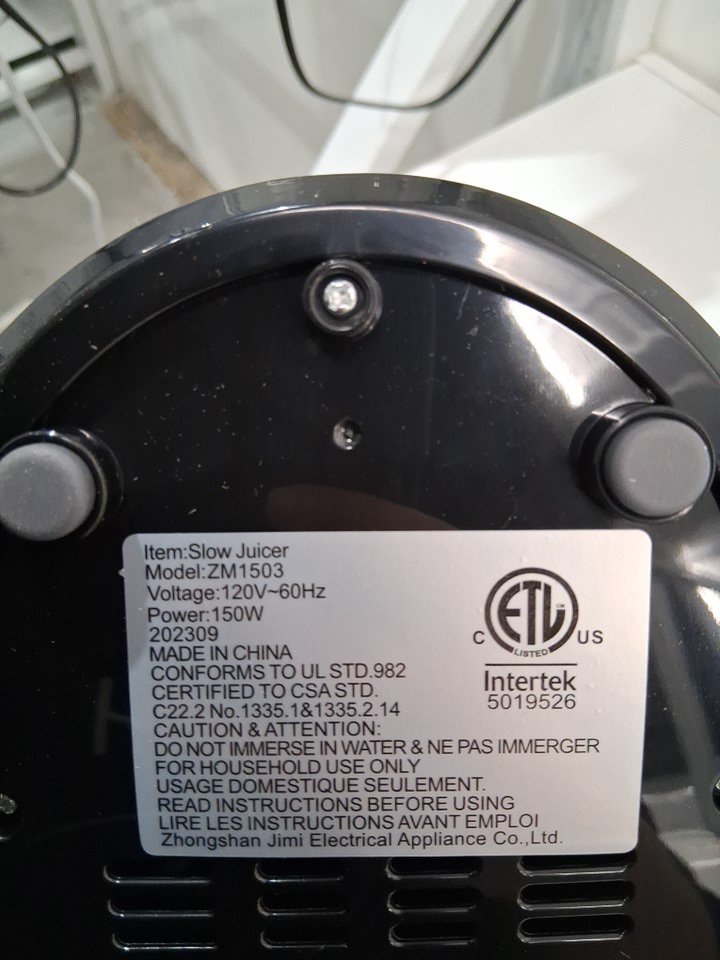 Item:Slow Juicer
Model:ZM1503
Voltage:120V~60Hz
Power:150W
202309
MADE IN CHINA
CONFORMS TO UL STD.982
CERTIFIED TO CSA STD.
C22.2 No.1335.1&1335.2.14
CAUTION & ATTENTION:
DO NOT IMMERSE IN WATER & NE PAS IMMERGER
FOR HOUSEHOLD USE ONLY
USAGE DOMESTIQUE SEULEMENT.
READ INSTRUCTIONS BEFORE USING
LIRE LES INSTRUCTIONS AVANT EMPLOI
Zhongshan Jimi Electrical Appliance Co.,Ltd.
ETL CM
LISTED
C US
Intertek
5019526